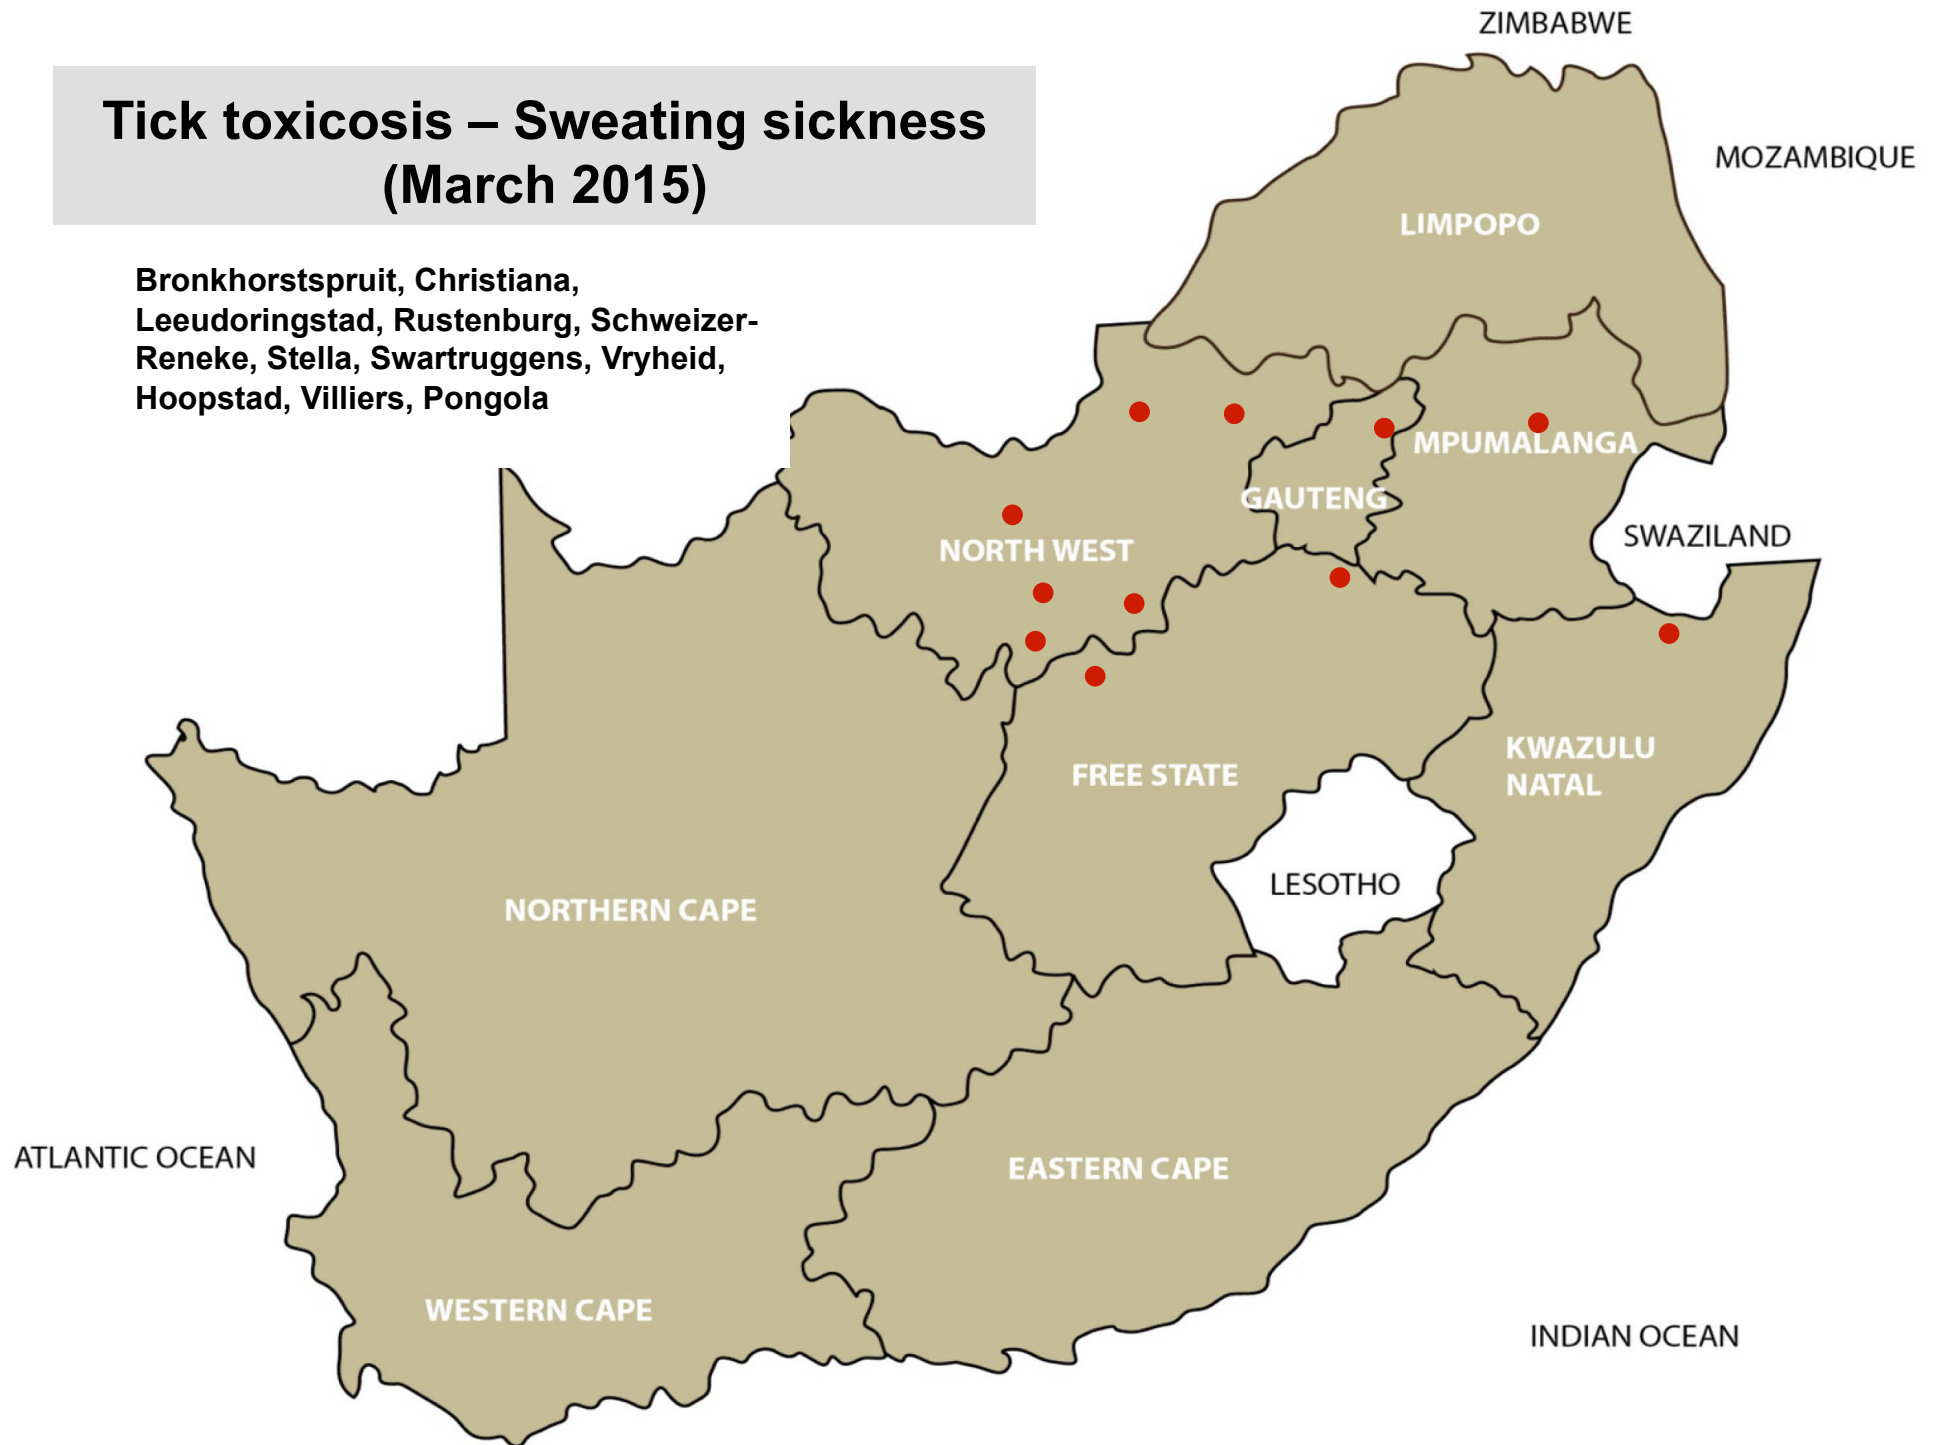 Tick toxicosis – Sweating sickness
(March 2015)
Bronkhorstspruit, Christiana,
Leeudoringstad, Rustenburg, Schweizer-
Reneke, Stella, Swartruggens, Vryheid,
Hoopstad, Villiers, Pongola
ZIMBABWE
MOZAMBIQUE
LIMPOPO
MPUMALANGA
GAUTENG
SWAZILAND
NORTH WEST
KWAZULU
NATAL
FREE STATE
LESOTHO
NORTHERN CAPE
ATLANTIC OCEAN
EASTERN CAPE
WESTERN CAPE
INDIAN OCEAN